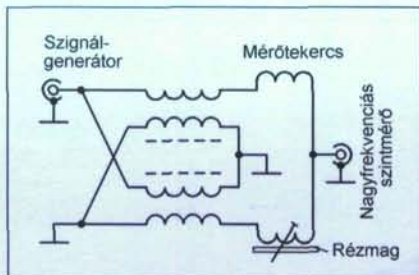 Szignál-
generátor
Mérőtekercs
Nagyfrekvenciás
szintmérő
Rézmag